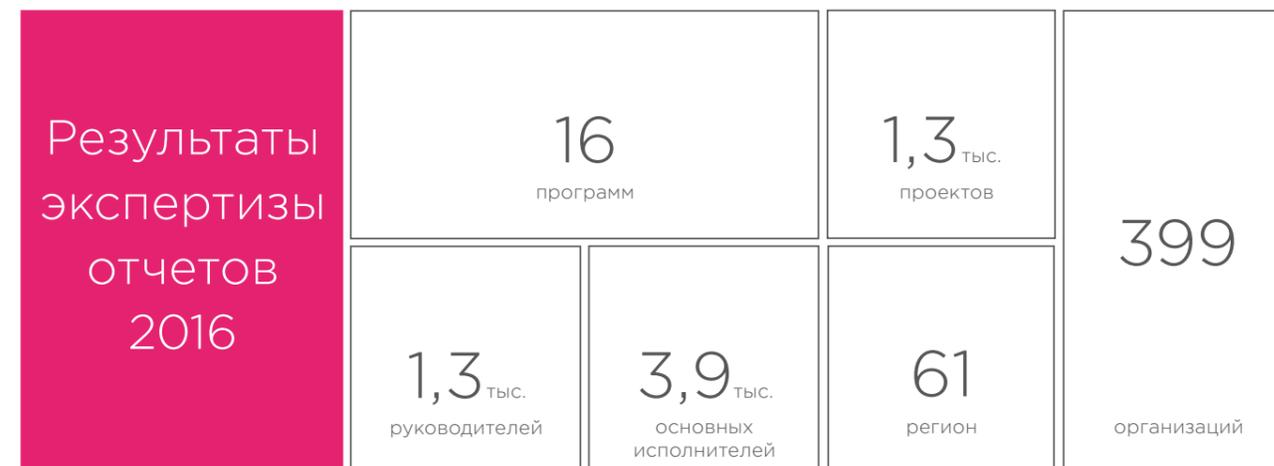 Результаты
экспертизы
отчетов
2016
16
программ
1,3 тыс.
проектов
399
организаций
1,3 тыс.
руководителей
3,9 тыс.
основных
исполнителей
61
регион